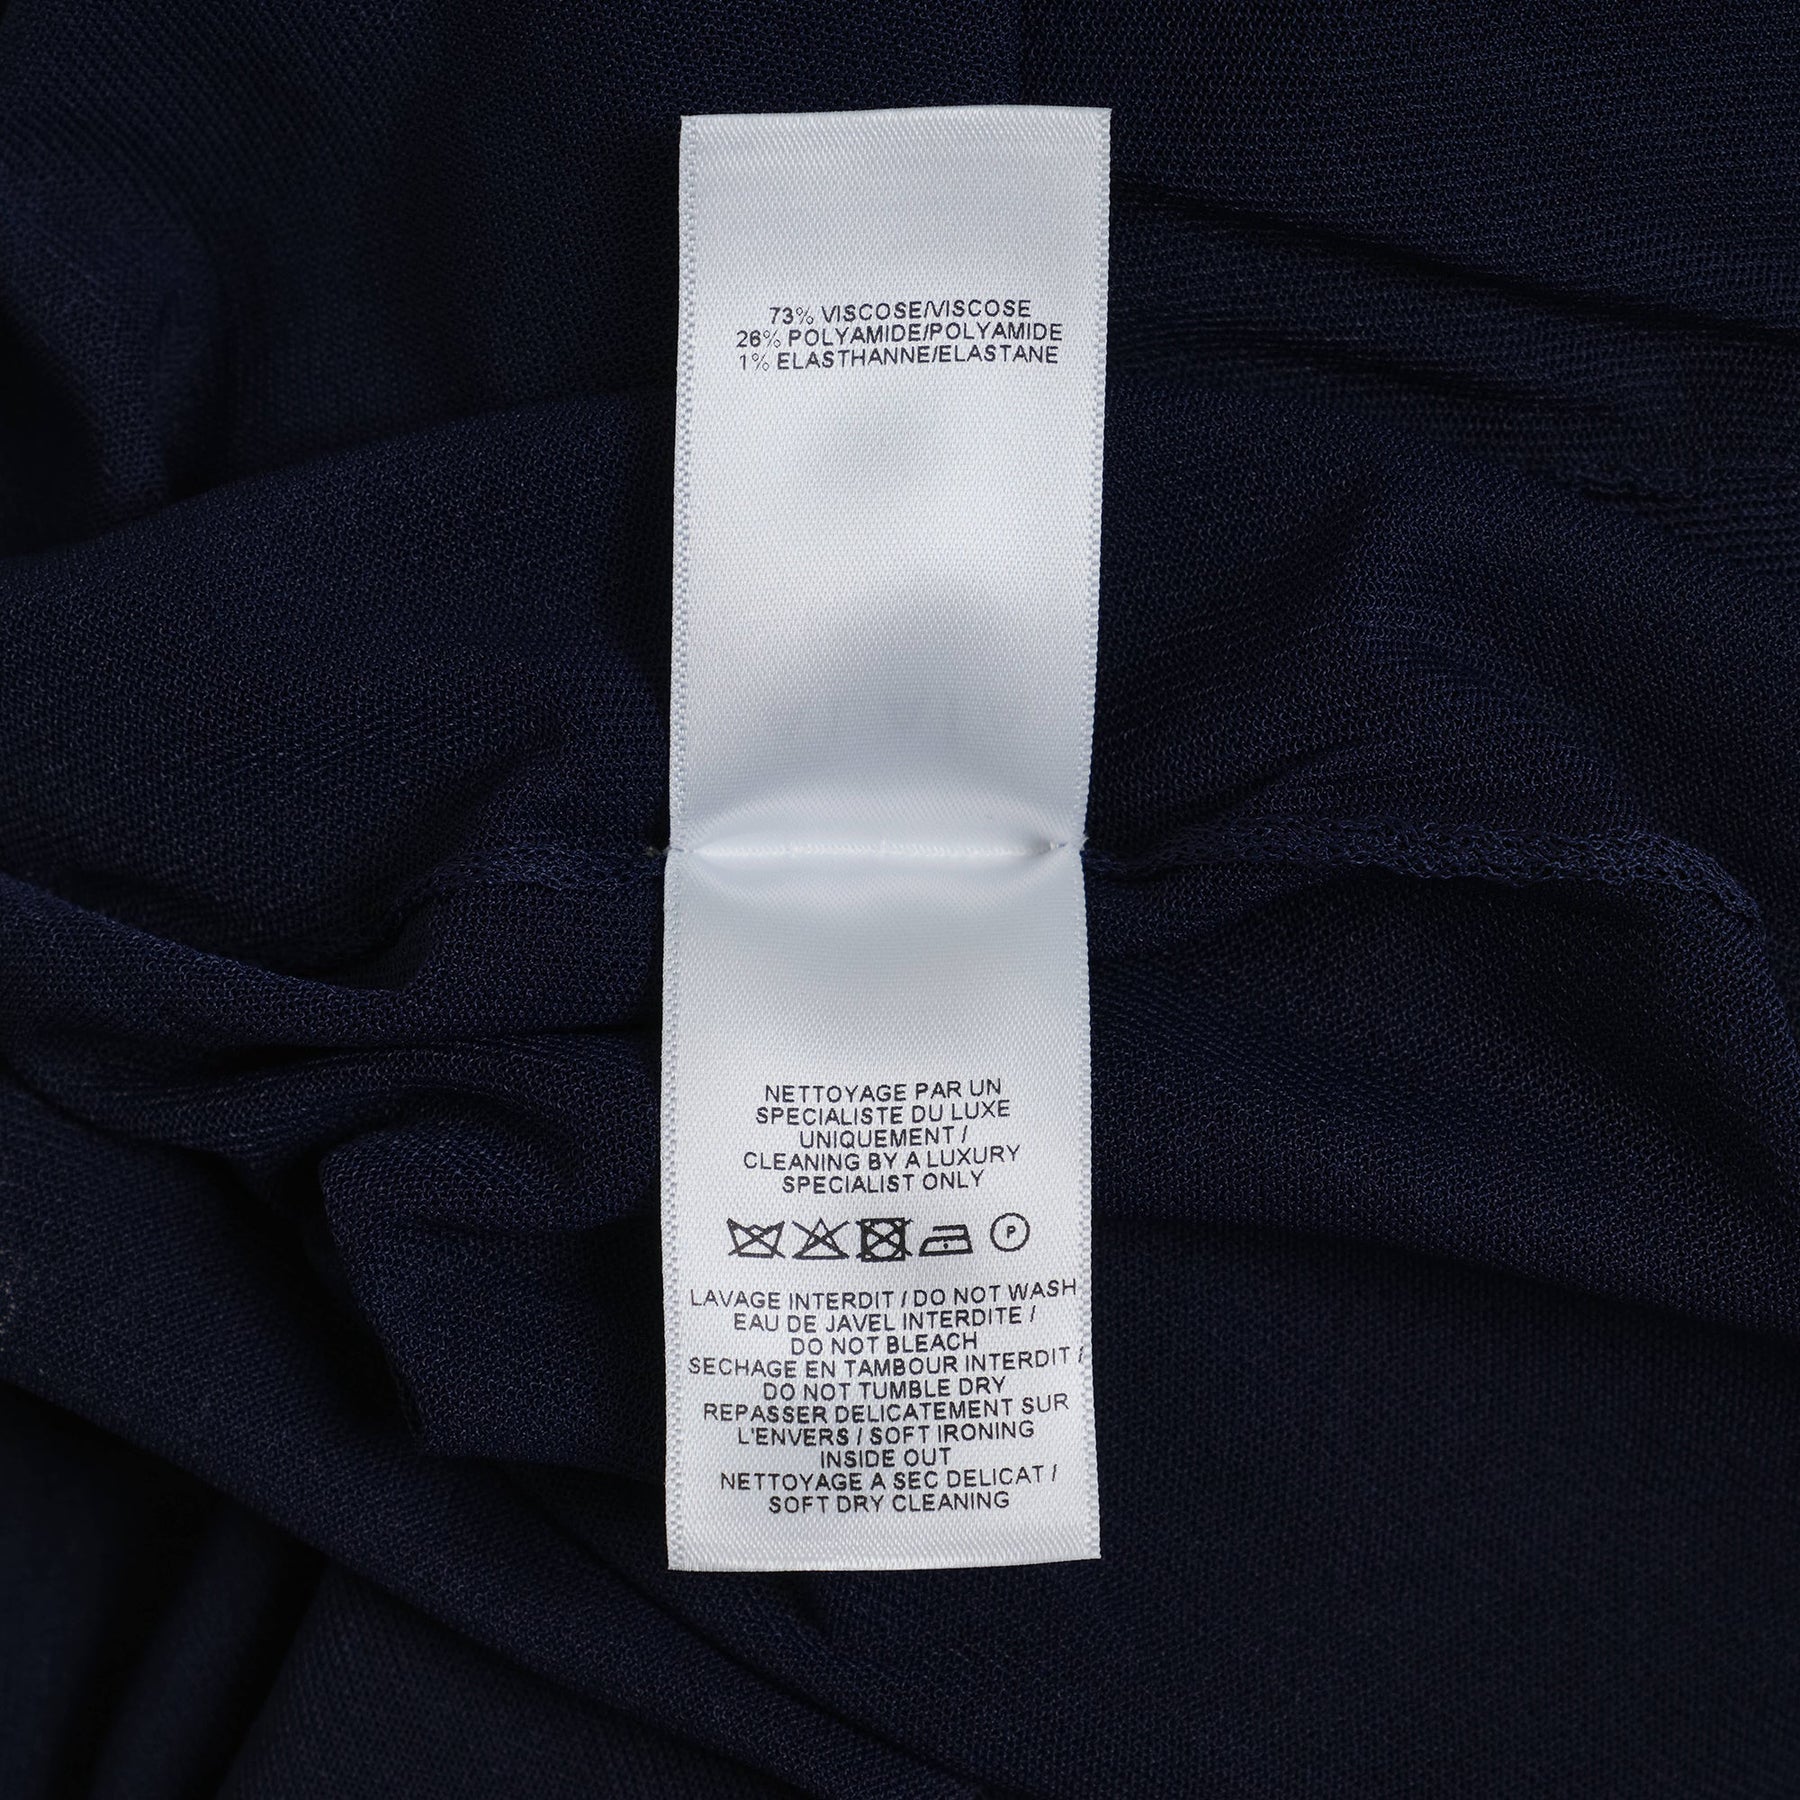 73% VISCOSE/VISCOSE
26% POLYAMIDE/POLYAMIDE
1% ELASTHANNE/ELASTANE
NETTOYAGE PAR UN
SPECIALISTE DU LUXE
UNIQUEMENT /
CLEANING BY A LUXURY
SPECIALIST ONLY
P
LAVAGE INTERDIT / DO NOT WASH
EAU DE JAVEL INTERDITE /
DO NOT BLEACH
SECHAGE EN TAMBOUR INTERDIT /
DO NOT TUMBLE DRY
REPASSER DELICATEMENT SUR
L'ENVERS / SOFT IRONING
INSIDE OUT
NETTOYAGE A SEC DELICAT /
SOFT DRY CLEANING